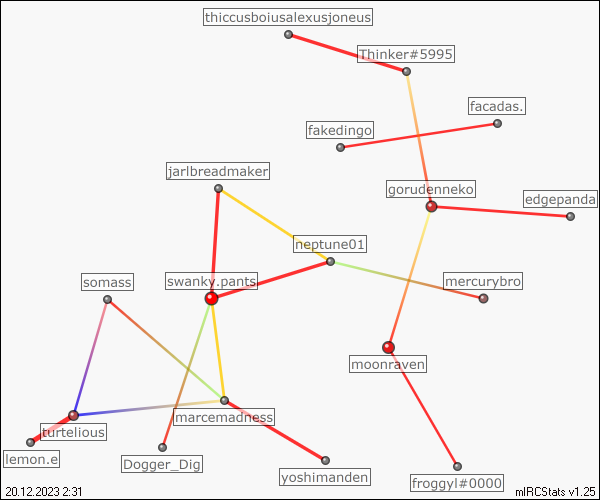 thiccusboiusalexusjoneus
Thinker#5995
facadas.
fakedingo
jarlbreadmaker
gorudenneko
edgepanda
neptune01
somass
swanky.pants
mercurybro
moonraven
marcemadness
turtelious
lemon.e
Dogger_Dig
yoshimanden
froggyl#0000
20.12.2023 2:31
mIRCStats v1.25